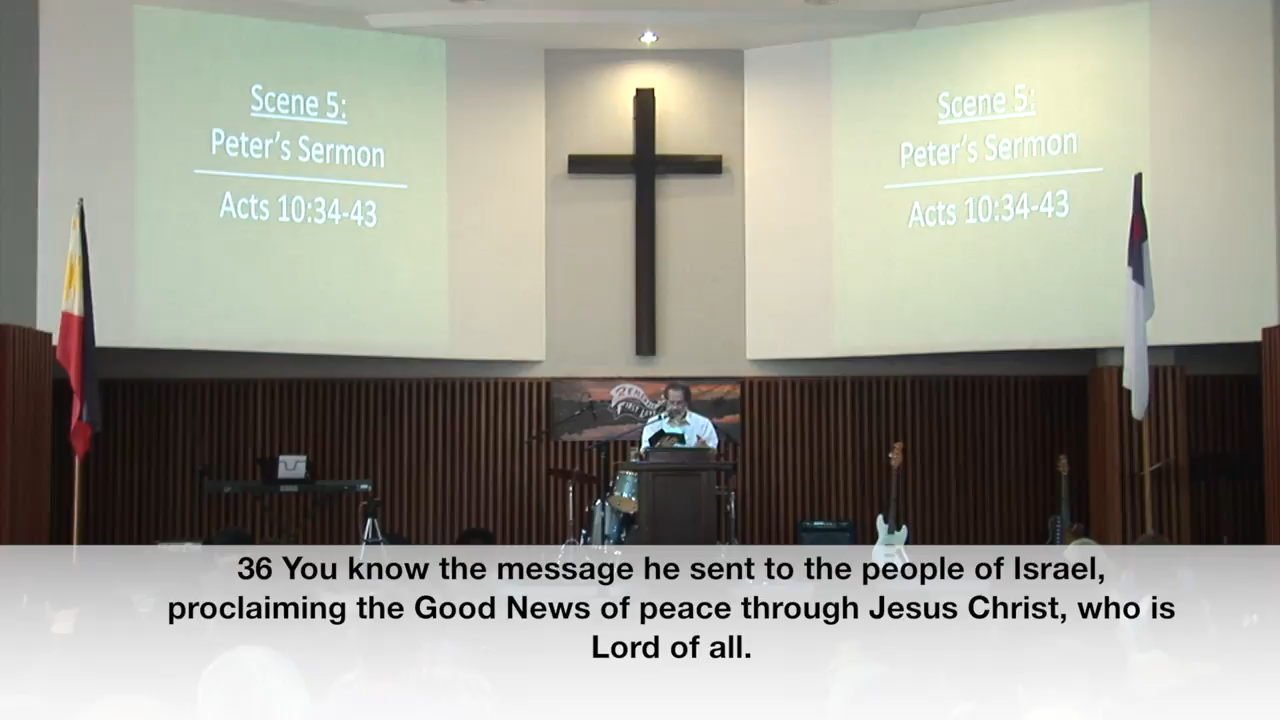 Scene 5:
Peter's Sermon
Acts 10:34-43
Scene 5:
Peter's Sermon
Acts 10:34-43
36 You know the message he sent to the people of Israel,
proclaiming the Good News of peace through Jesus Christ, who is
Lord of all.